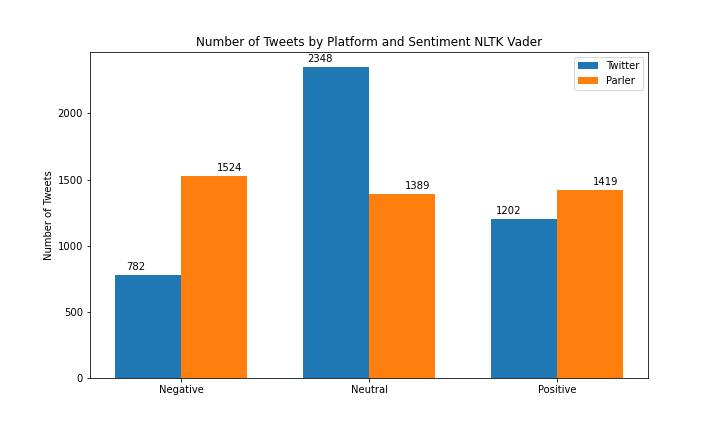 Number of Tweets by Platform and Sentiment NLTK Vader
Twitter
Parler
Number of Tweets
2000
1500
1000
500
0
782
1524
2348
1389
1202
1419
Negative
Neutral
Positive